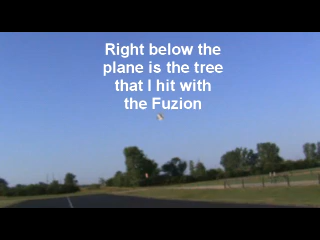 Right below the
plane is the tree
that I hit with
the Fuzion